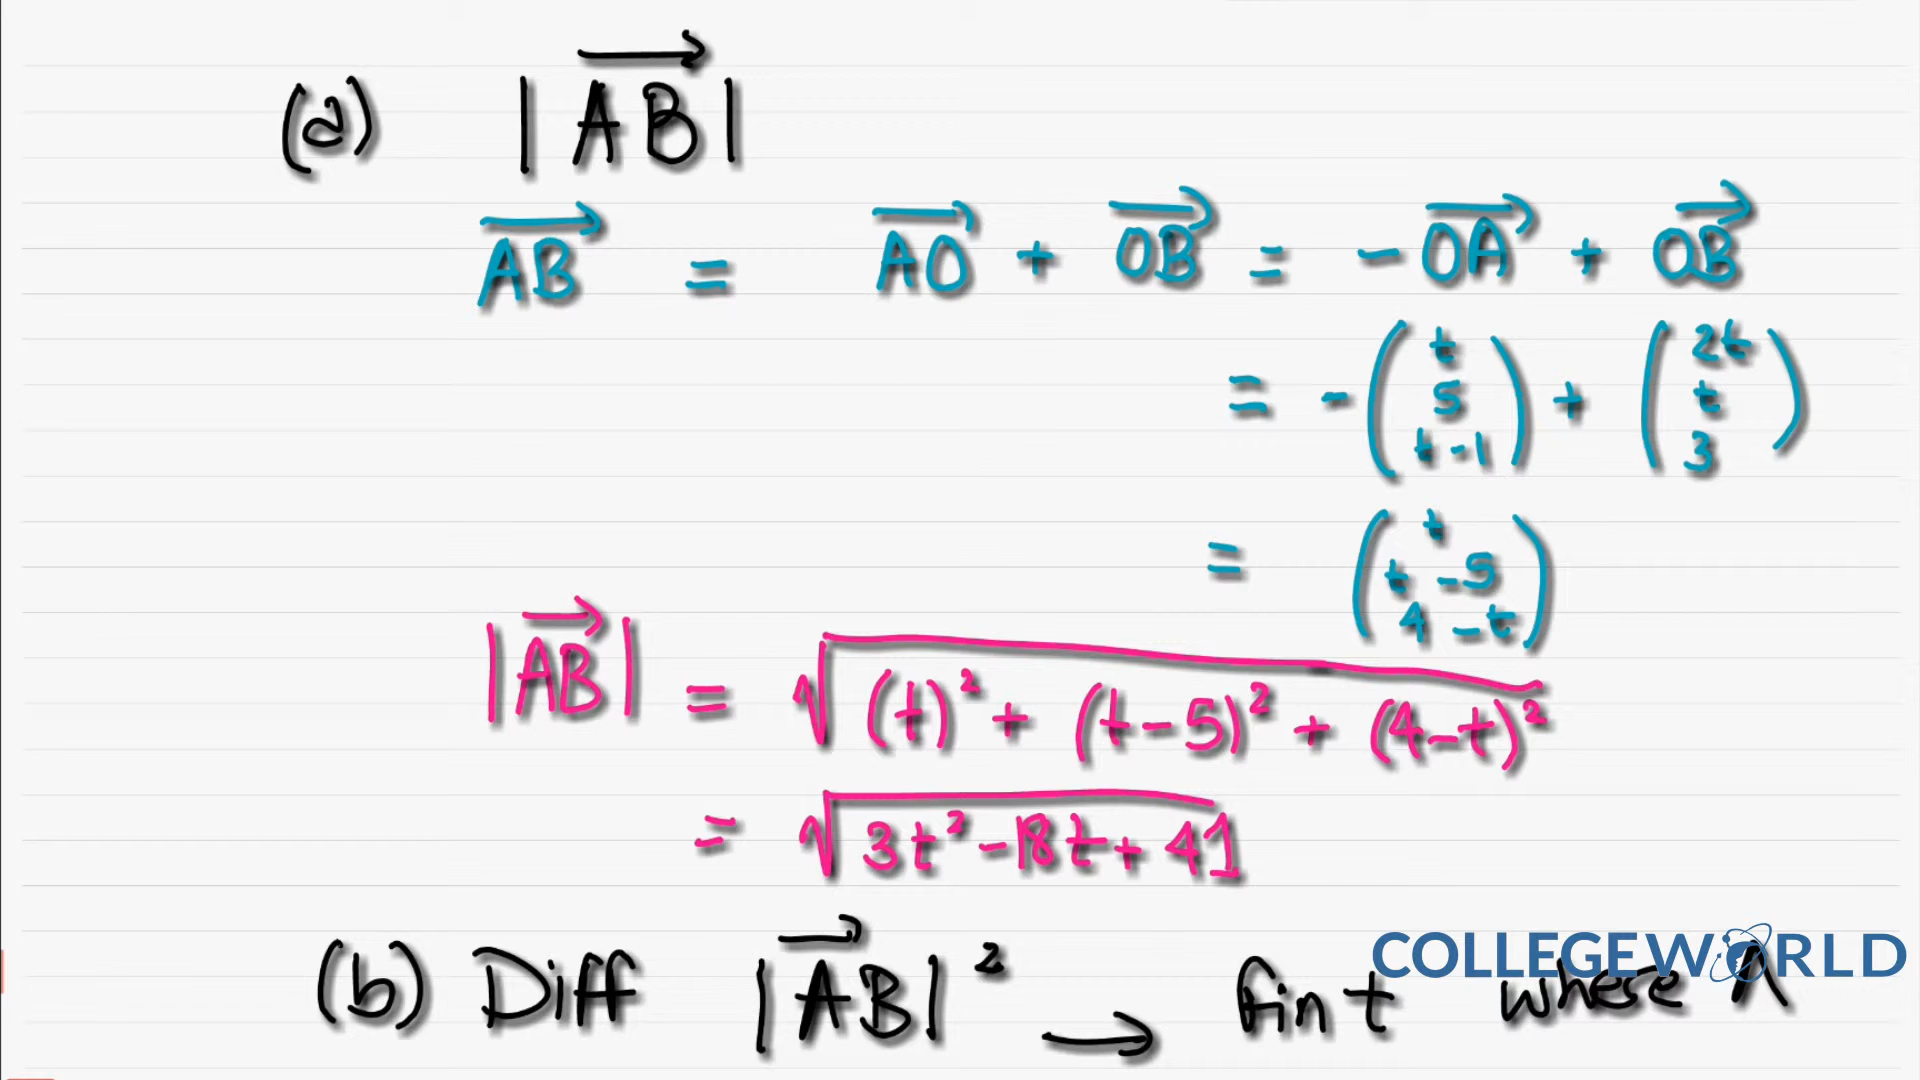 (a) |AB|
AB = AO + OB = -OA + OB
= -(t 5 t-1) + (2t t 3)
= (t t-5 4-t)
|AB| = √(t)² + (t-5)² + (4-t)²
= √3t² -18t + 41
COLLEGEWORLD
(b) Diff |AB|² → fin t where